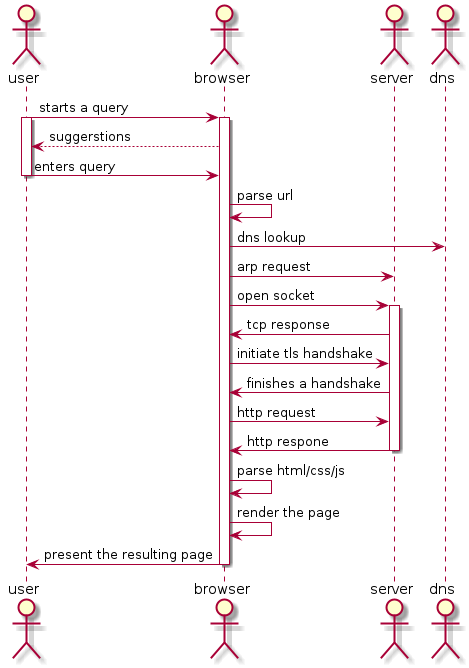 user browser server dns
starts a query
suggerstions
enters query
parse url
dns lookup
arp request
open socket
tcp response
initiate tls handshake
finishes a handshake
http request
http respone
parse html/css/js
render the page
present the resulting page
user browser server dns